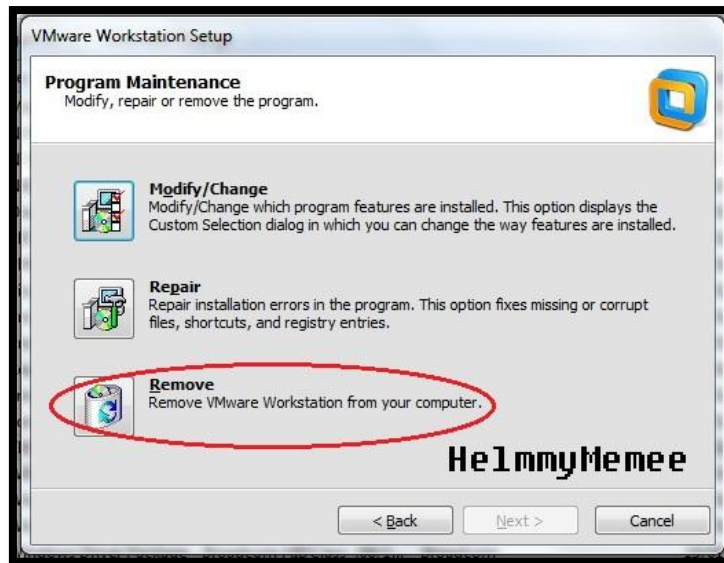 VMware Workstation Setup
Program Maintenance
Modify, repair or remove the program.
Modify/Change
Modify/Change which program features are installed. This option displays the
Custom Selection dialog in which you can change the way features are installed.
Repair
Repair installation errors in the program. This option fixes missing or corrupt
files, shortcuts, and registry entries.
Remove
Remove VMware Workstation from your computer.
HelmmyMemee
< Back
Next >
Cancel